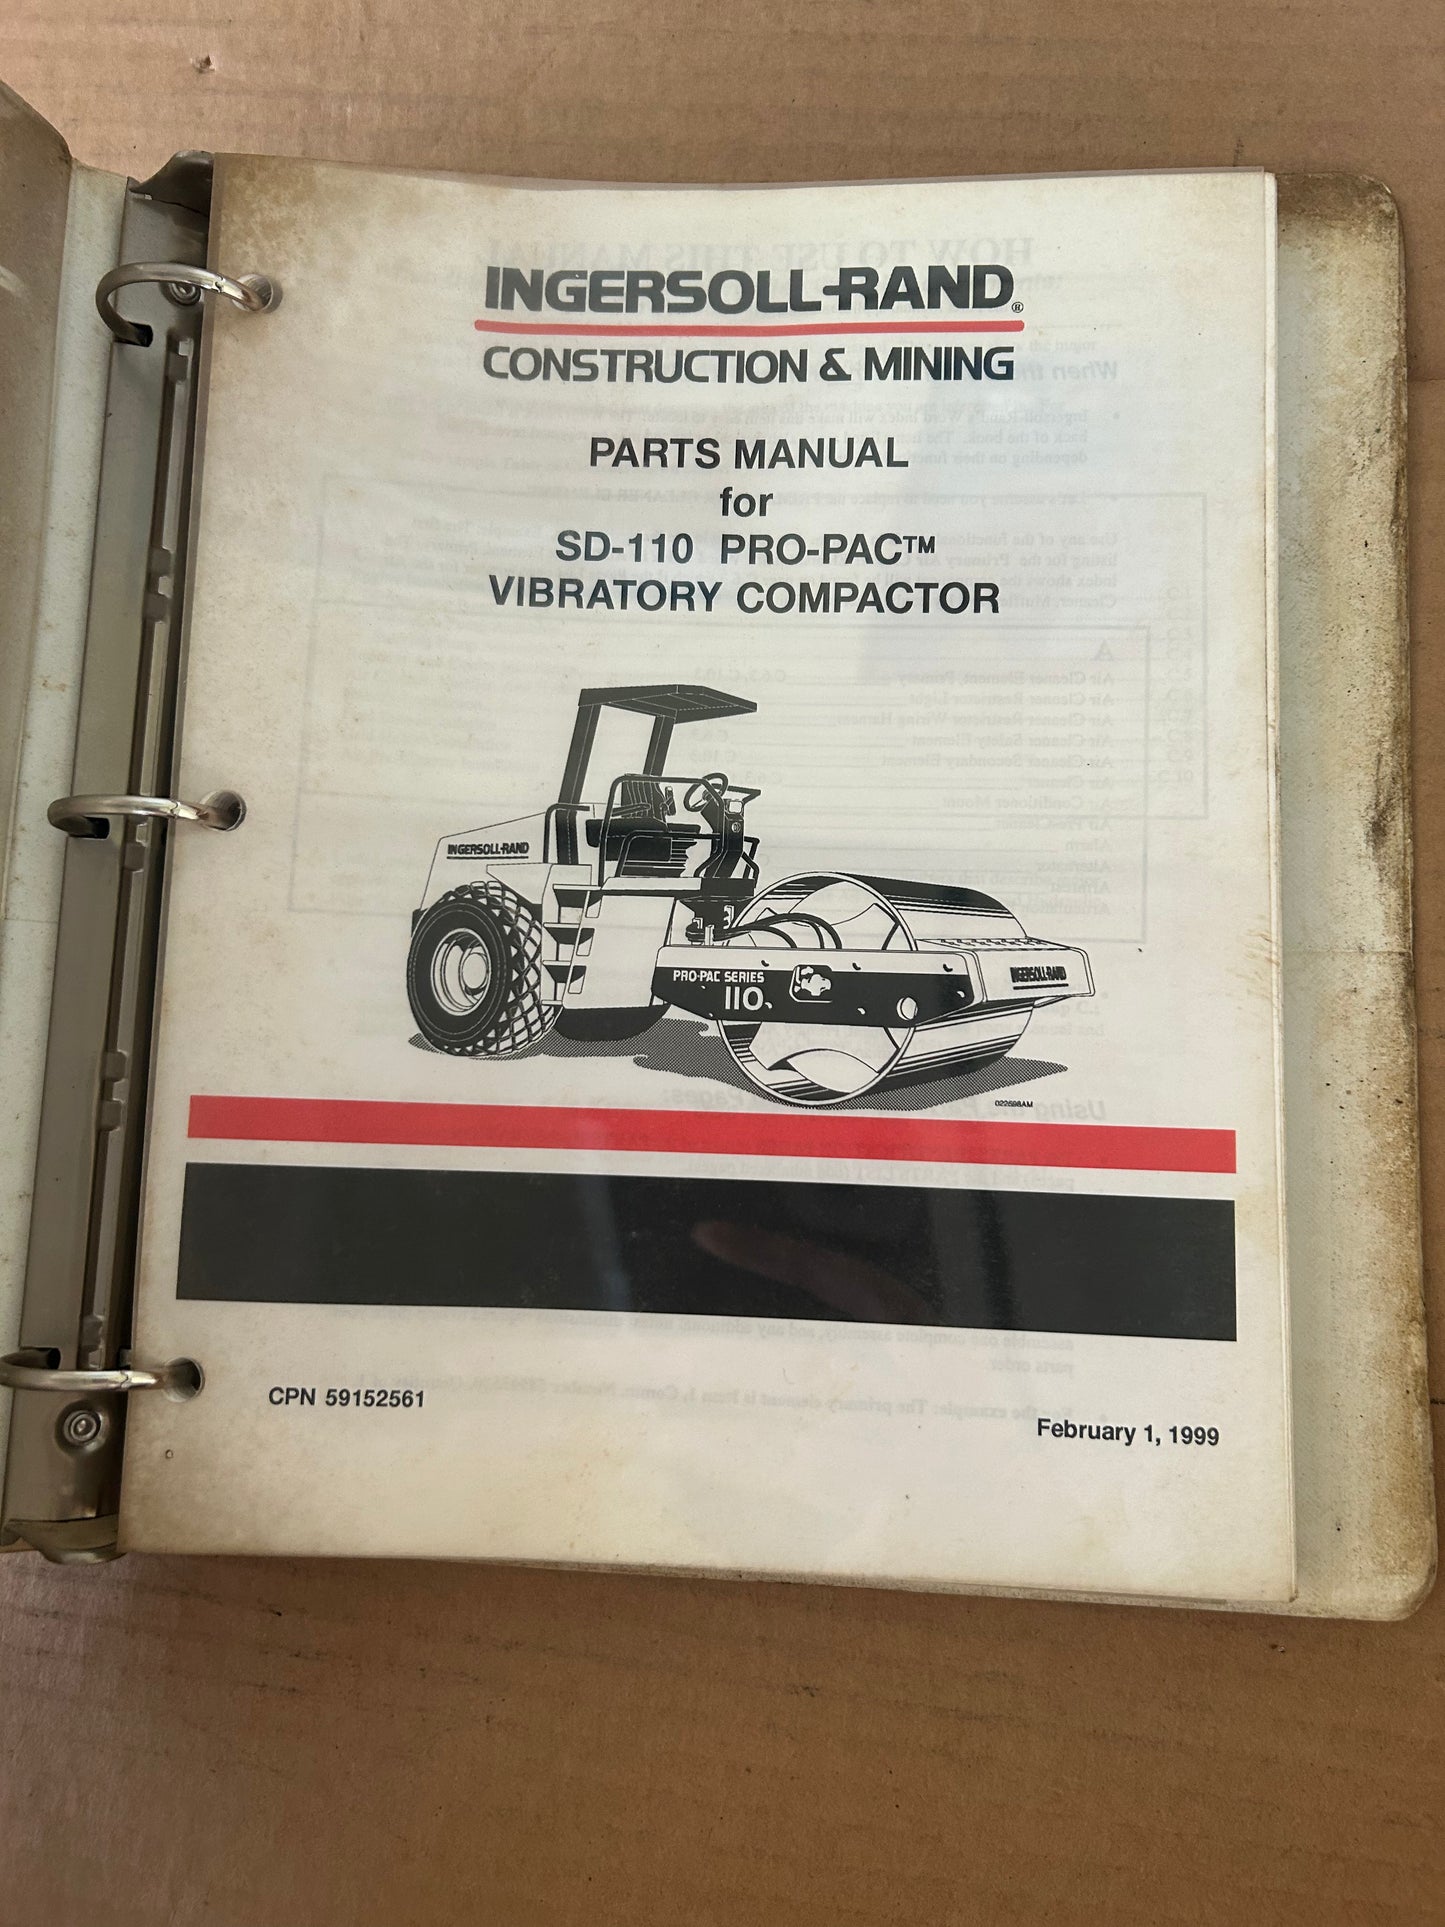 INGERSOLL-RAND®
CONSTRUCTION & MINING
PARTS MANUAL
for
SD-110 PRO-PAC™
VIBRATORY COMPACTOR
INGERSOLL-RAND
PRO-PAC SERIES
110
INGERSOLL-RAND
022698AM
CPN 59152561
February 1, 1999